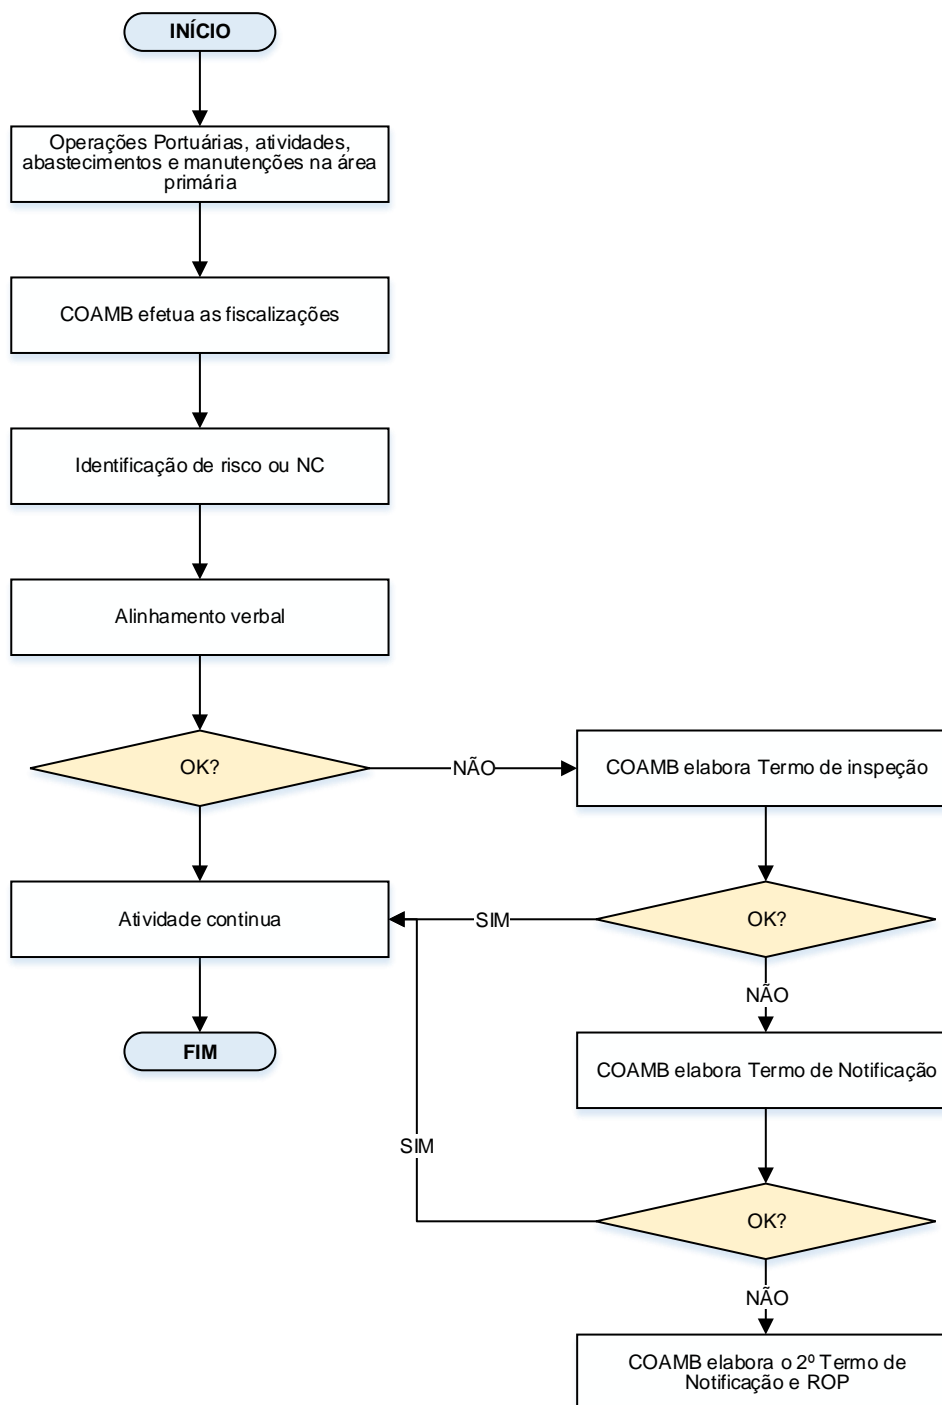 INÍCIO
Operações Portuárias, atividades,
abastecimentos e manutenções na área
primária
COAMB efetua as fiscalizações
Identificação de risco ou NC
Alinhamento verbal
OK?
NÃO
COAMB elabora Termo de inspeção
Atividade continua
SIM
OK?
NÃO
FIM
COAMB elabora Termo de Notificação
SIM
OK?
NÃO
COAMB elabora o 2º Termo de
Notificação e ROP